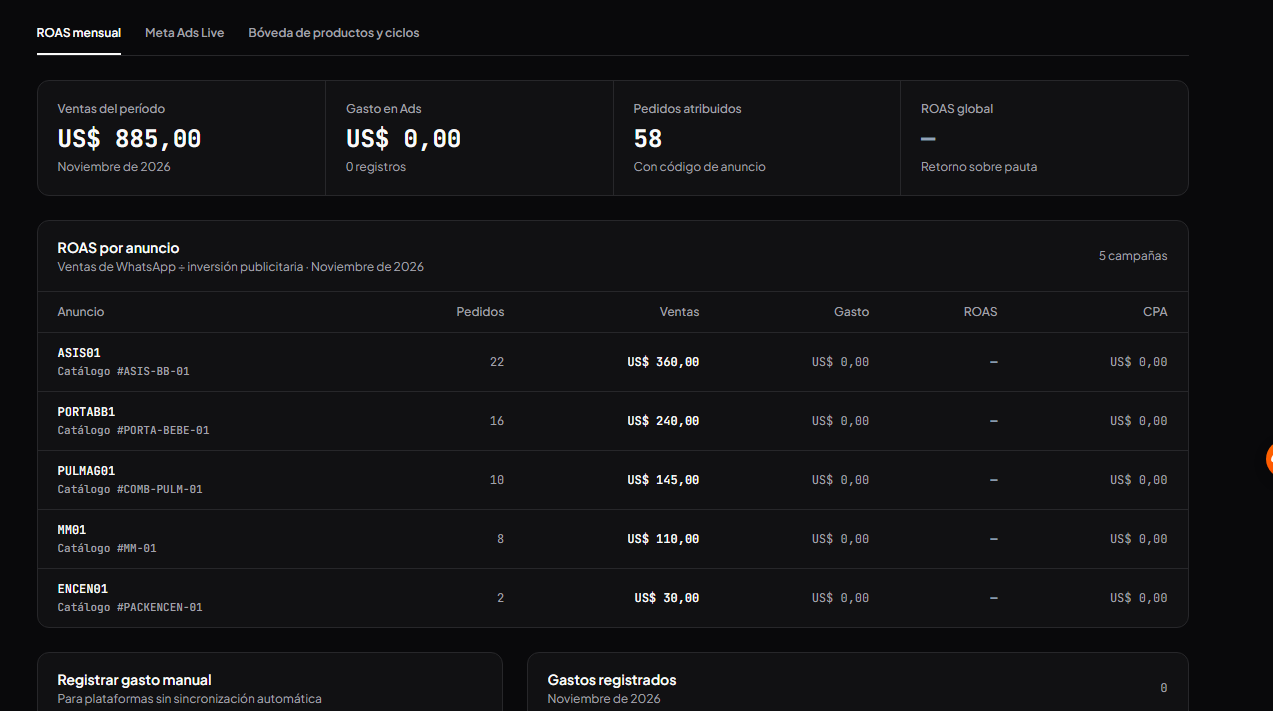 ROAS mensual Meta Ads Live Bóveda de productos y ciclos
Ventas del período Gasto en Ads Pedidos atribuidos ROAS global
US$ 885,00 US$ 0,00 58 —
Noviembre de 2026 0 registros Con código de anuncio Retorno sobre pauta
ROAS por anuncio
Ventas de WhatsApp ÷ inversión publicitaria · Noviembre de 2026
5 campañas
Anuncio Pedidos Ventas Gasto ROAS CPA
ASIS01
Catálogo #ASIS-BB-01
22 US$ 360,00 US$ 0,00 — US$ 0,00
PORTABB1
Catálogo #PORTA-BEBE-01
16 US$ 240,00 US$ 0,00 — US$ 0,00
PULMAG01
Catálogo #COMB-PULM-01
10 US$ 145,00 US$ 0,00 — US$ 0,00
MM01
Catálogo #MM-01
8 US$ 110,00 US$ 0,00 — US$ 0,00
ENCEN01
Catálogo #PACKENCEN-01
2 US$ 30,00 US$ 0,00 — US$ 0,00
Registrar gasto manual
Para plataformas sin sincronización automática
Gastos registrados
Noviembre de 2026
0